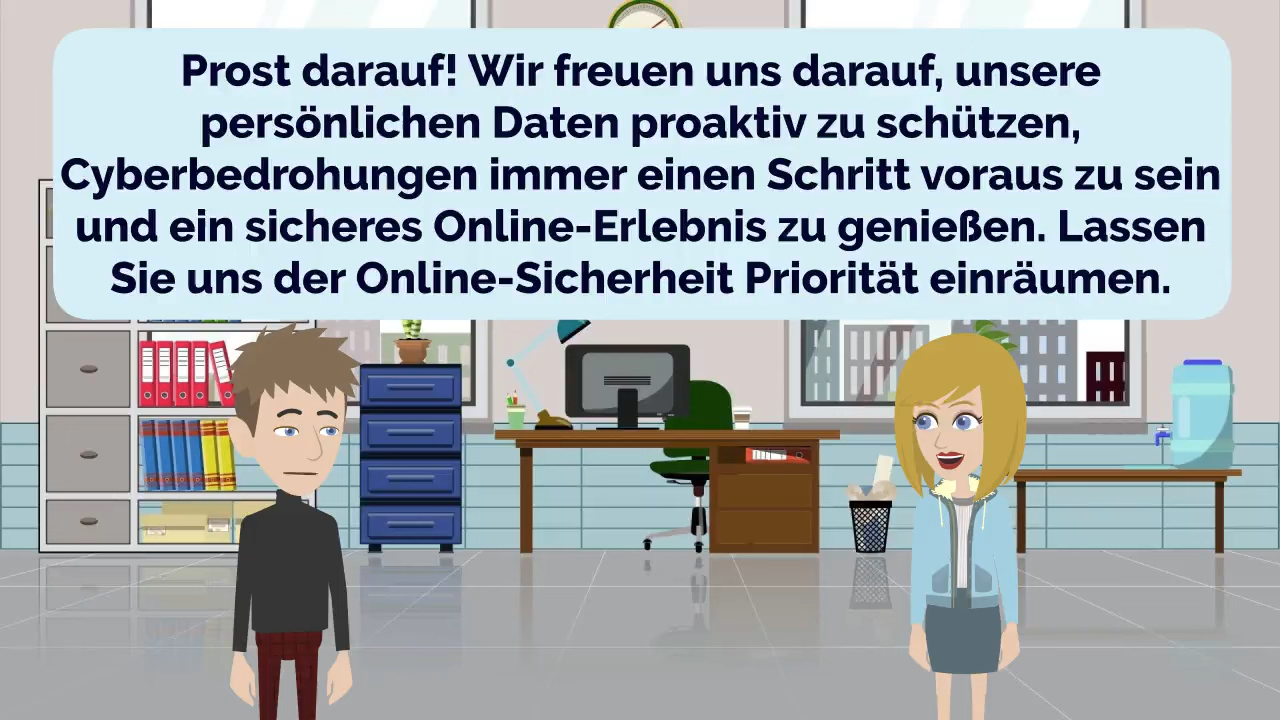 Prost darauf! Wir freuen uns darauf, unsere
persönlichen Daten proaktiv zu schützen,
Cyberbedrohungen immer einen Schritt voraus zu sein
und ein sicheres Online-Erlebnis zu genießen. Lassen
Sie uns der Online-Sicherheit Priorität einräumen.